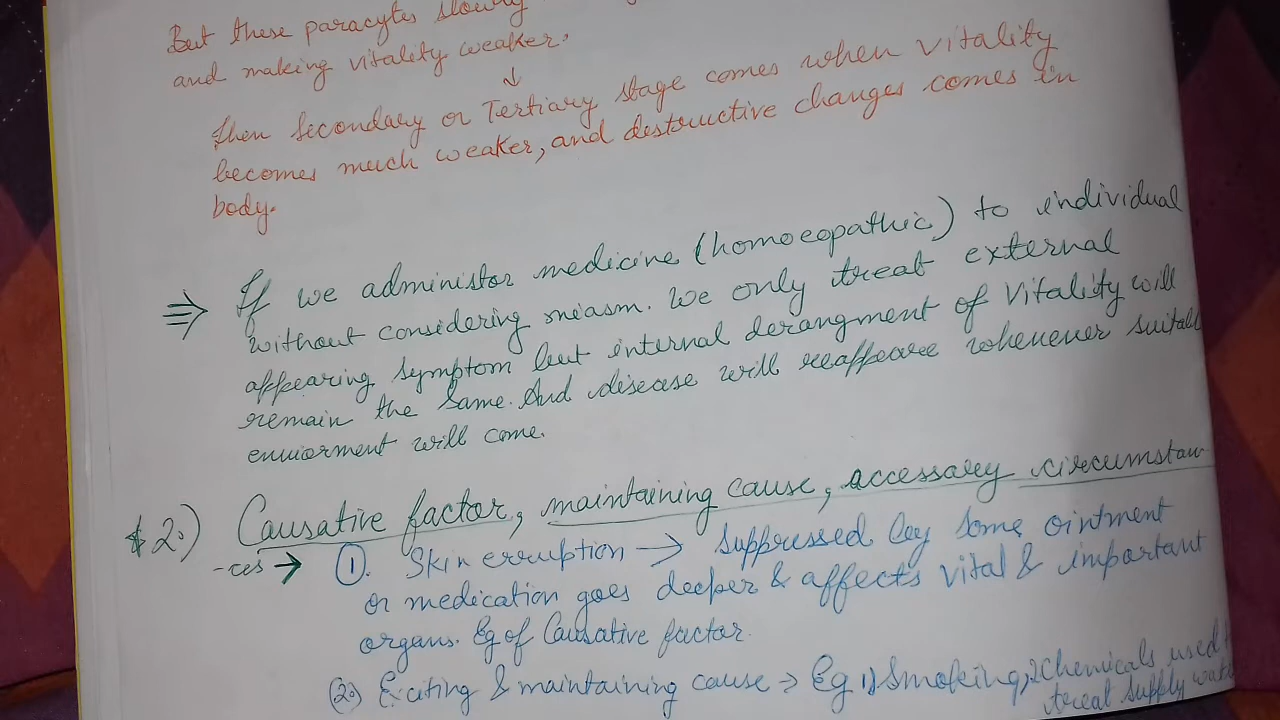 But these paracytes slowly
and making vitality weaker.
↓
then Secondary or Tertiary stage comes when vitality
becomes much weaker, and destructive changes comes in
body.
⇒ If we administor medicine (homoeopathic) to individual
without considering miasm. We only treat external
appearing symptom but internal derangment of Vitality will
remain the same. And disease will reappeare whenever suitabl
enviorment will come.
2.) Causative factor, maintaining cause, accessary circumstan
-ces → ①. Skin erruption → Suppressed by some ointment
or medication goes deeper & affects vital & important
organs. Eg of Causative factor.
(2.) Exciting & maintaining cause → Eg 1) Smoking, 2) Chemicals used
treat supply wat